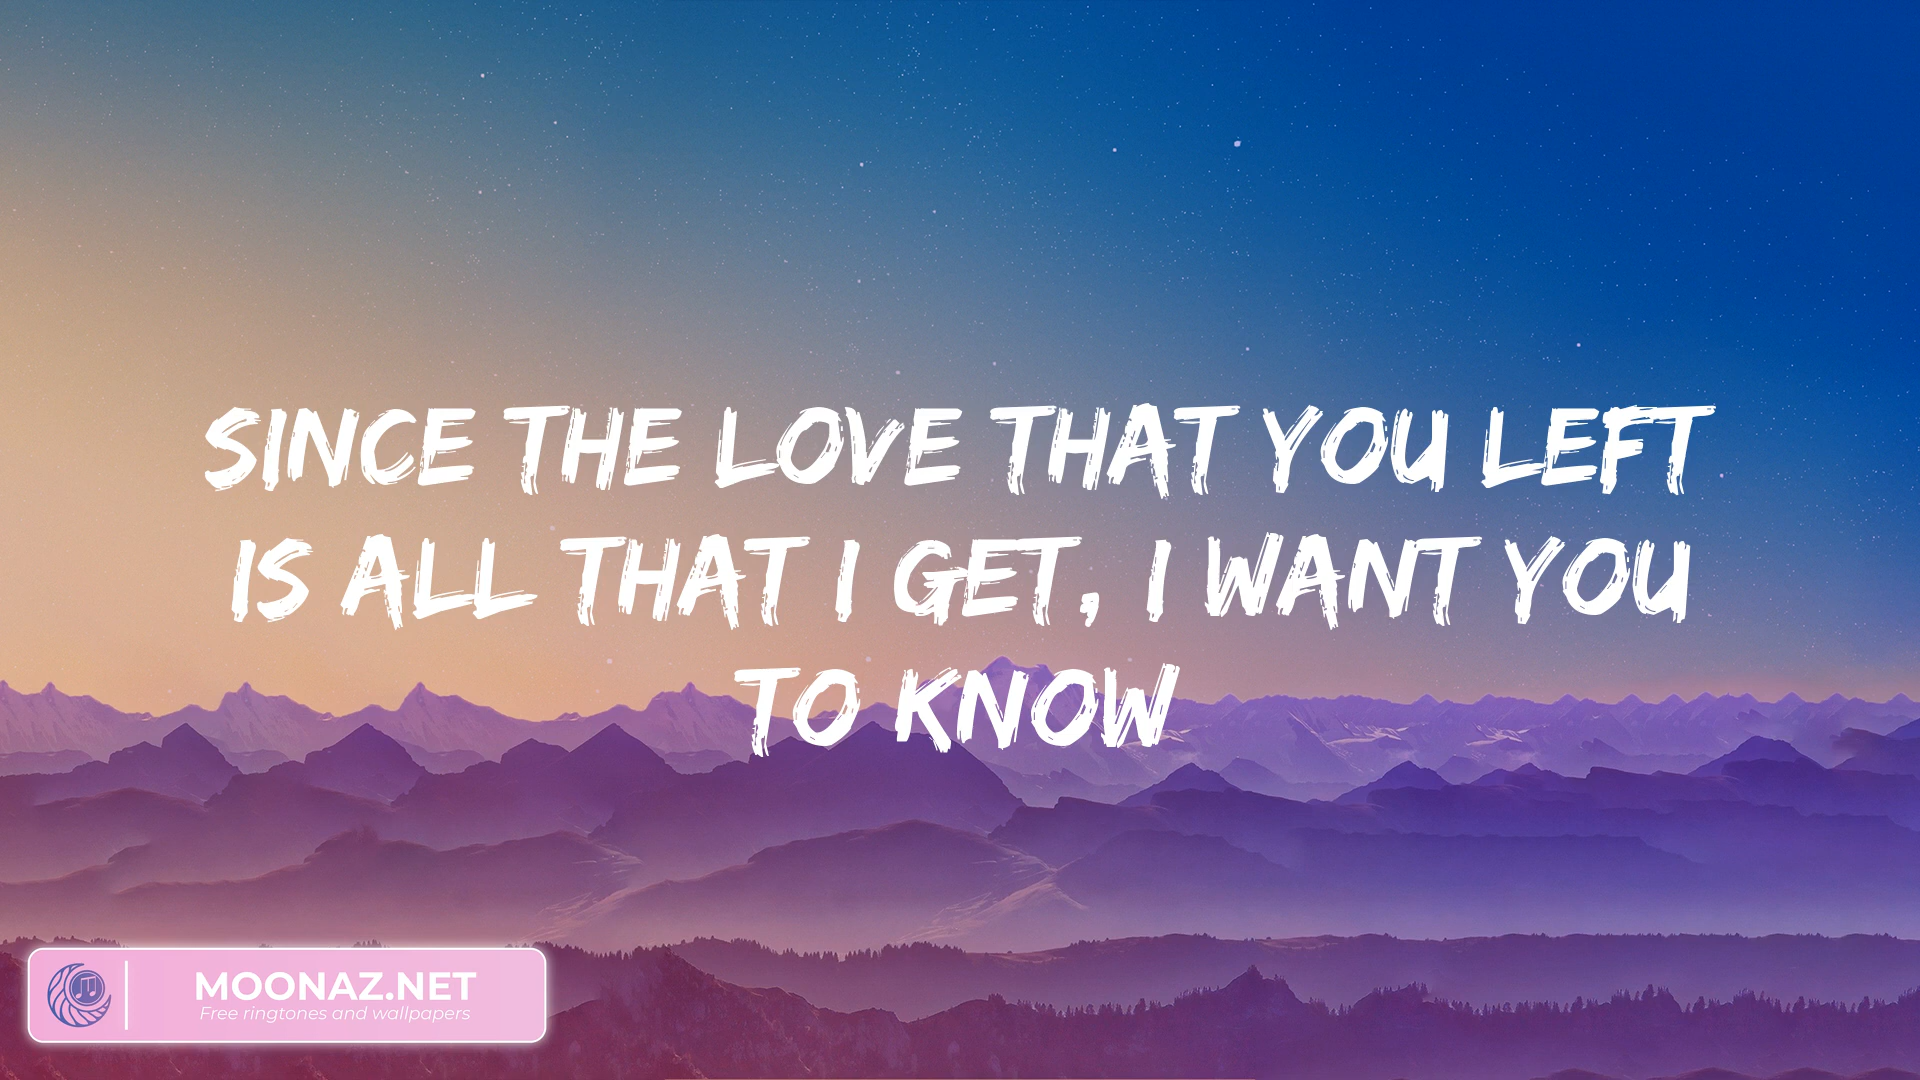 SINCE THE LOVE THAT YOU LEFT
IS ALL THAT I GET, I WANT YOU
TO KNOW
MOONAZ.NET
Free ringtones and wallpapers